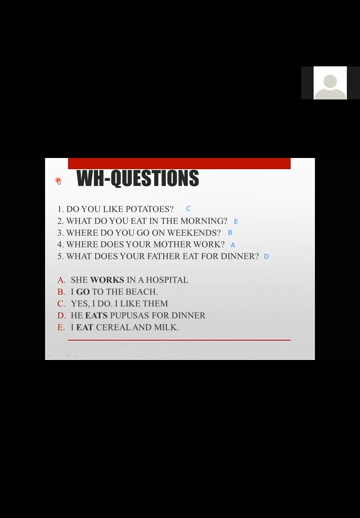 WH-QUESTIONS
1. DO YOU LIKE POTATOES? C
2. WHAT DO YOU EAT IN THE MORNING? E
3. WHERE DO YOU GO ON WEEKENDS? B
4. WHERE DOES YOUR MOTHER WORK? A
5. WHAT DOES YOUR FATHER EAT FOR DINNER? D
A. SHE WORKS IN A HOSPITAL
B. I GO TO THE BEACH.
C. YES, I DO. I LIKE THEM
D. HE EATS PUPUSAS FOR DINNER
E. I EAT CEREAL AND MILK.